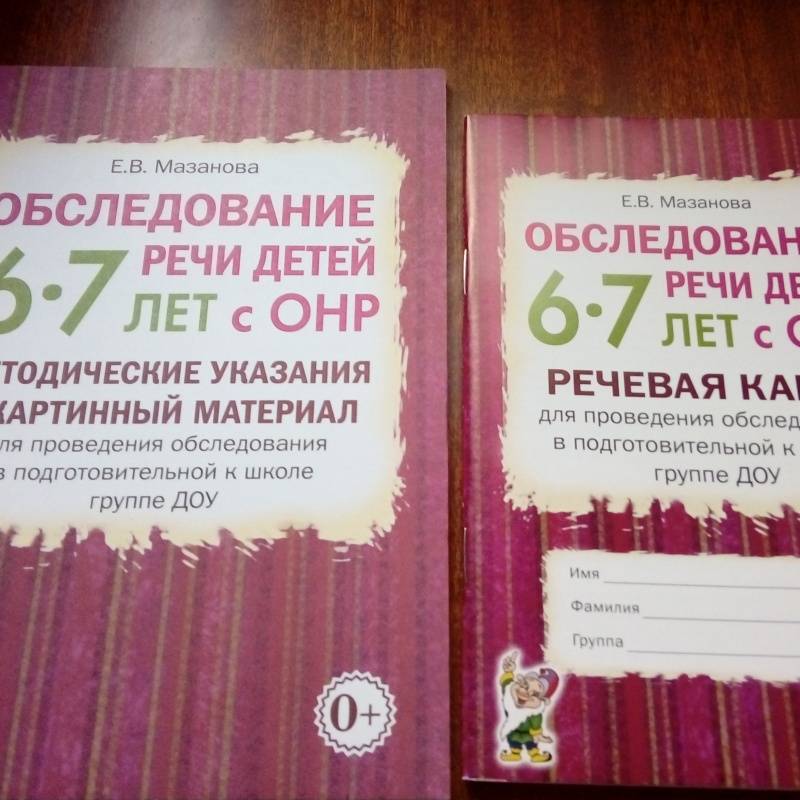 Е.В. Мазанова
ОБСЛЕДОВАНИЕ
6·7 РЕЧИ ДЕТЕЙ
ЛЕТ с ОНР
КАРТИННЫЙ МАТЕРИАЛ
УКАЗАНИЯ
для проведения обследования
в подготовительной к школе
группе ДОУ
0+
Е.В. Мазанова
6·7 РЕЧИ
ЛЕТ с
РЕЧЕВАЯ
для проведения
в подготовительной к
группе ДОУ
Имя
Фамилия
Группа